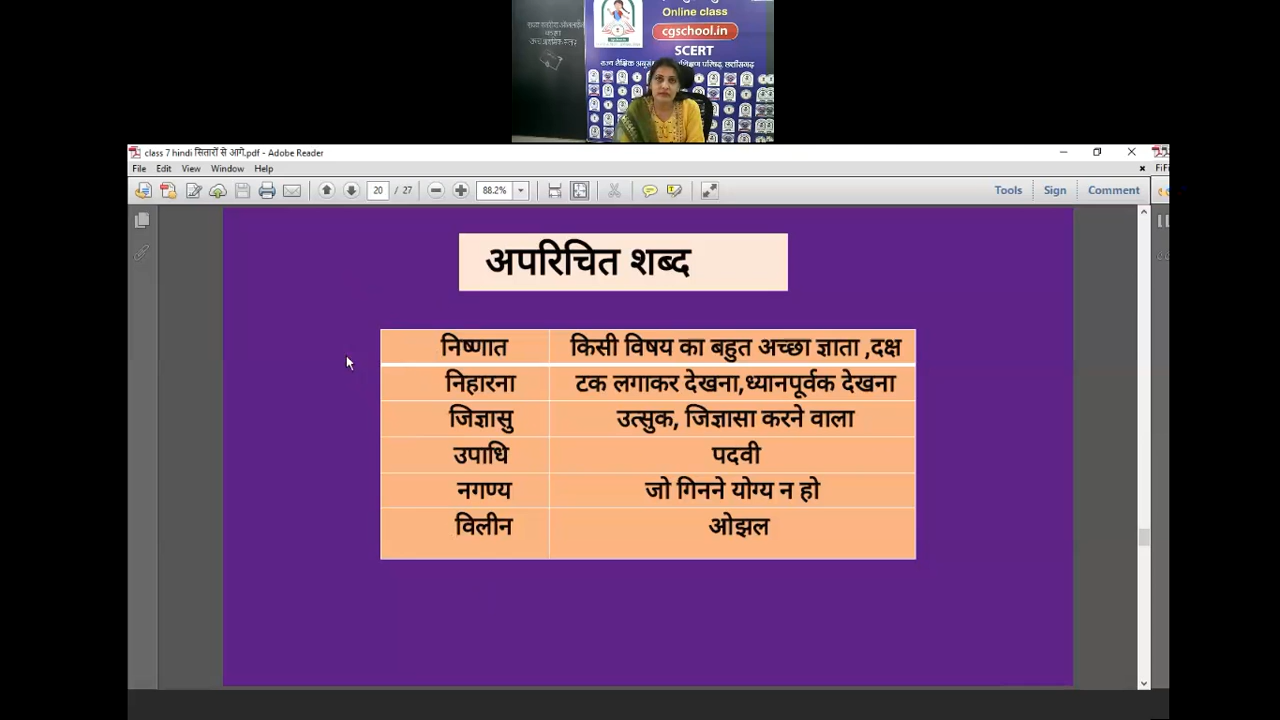 Online class
cgschool.in
SCERT
class 7 hindi सितारों से आगे.pdf - Adobe Reader
File Edit View Window Help
20 / 27 88.2% Tools Sign Comment
अपरिचित शब्द
निष्णात किसी विषय का बहुत अच्छा ज्ञाता ,दक्ष
निहारना टक लगाकर देखना,ध्यानपूर्वक देखना
जिज्ञासु उत्सुक, जिज्ञासा करने वाला
उपाधि पदवी
नगण्य जो गिनने योग्य न हो
विलीन ओझल